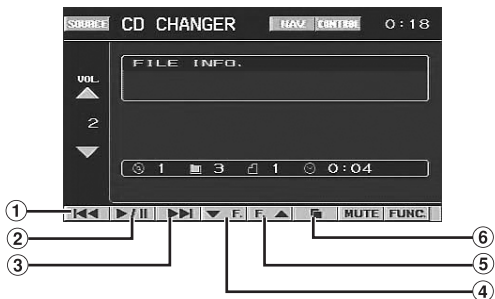 SOURCE CD CHANGER NAV. CONTROL 0:18
FILE INFO.
VOL.
2
1 3 1 0:04
▼ F. F. ▲ MUTE FUNC.
1
2
3
6
5
4